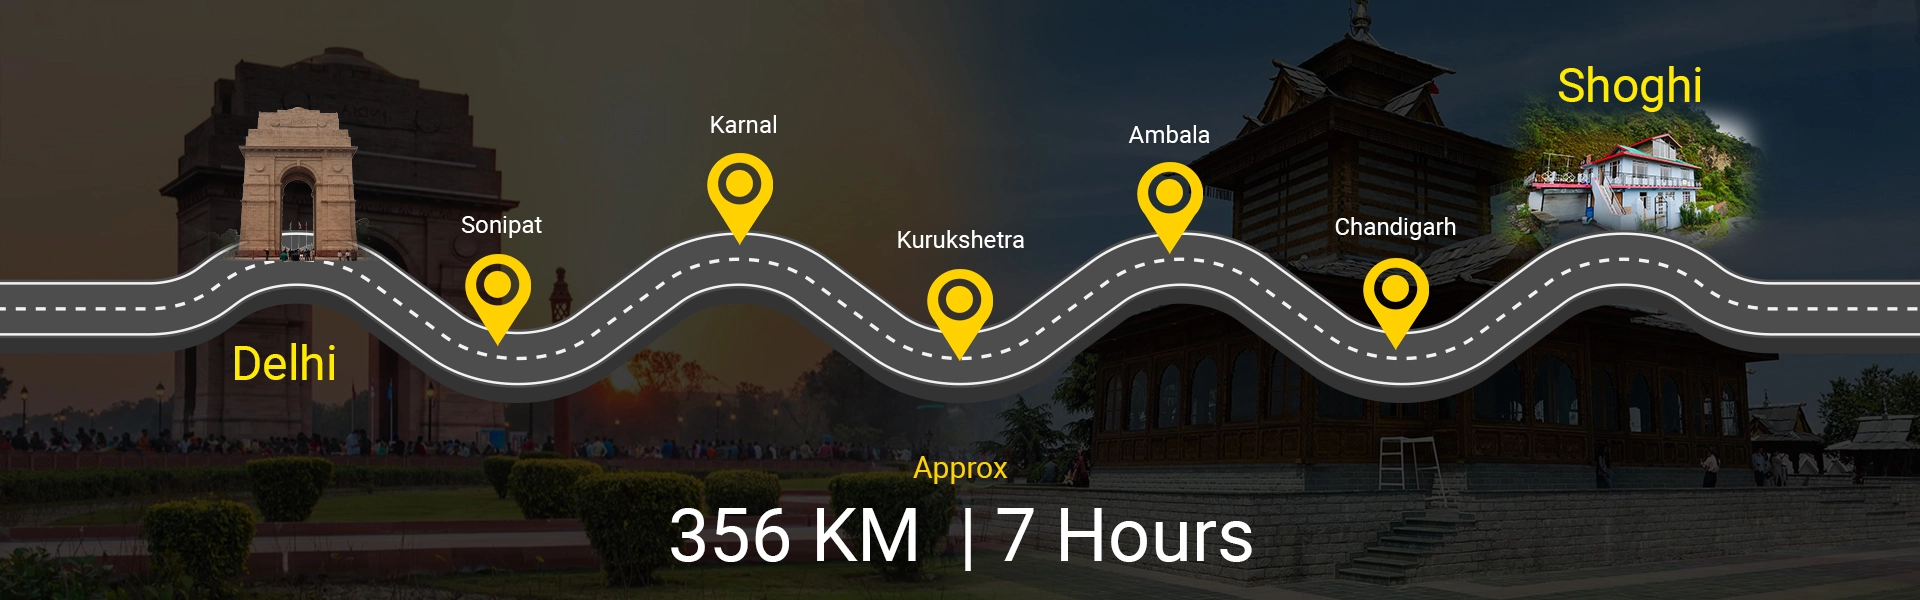 Shoghi
Karnal
Ambala
Sonipat
Chandigarh
Kurukshetra
Delhi
Approx
356 KM | 7 Hours